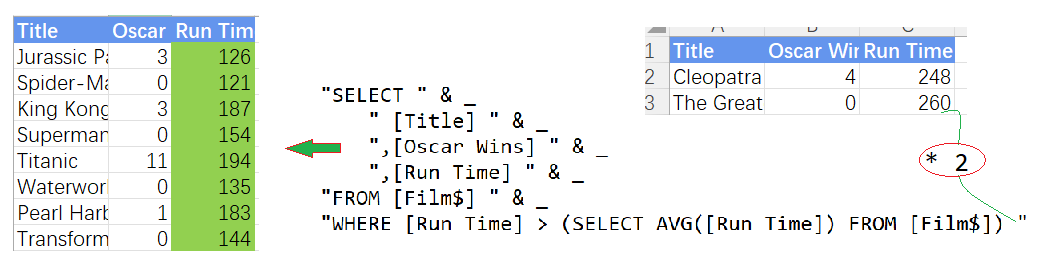 Title Oscar Run Tim
Jurassic Pa 3 126
Spider-Ma 0 121
King Kong 3 187
Superman 0 154
Titanic 11 194
Waterworl 0 135
Pearl Harb 1 183
Transform 0 144
"SELECT " & _
" [Title] " & _
",[Oscar Wins] " & _
",[Run Time] " & _
"FROM [Film$] " & _
"WHERE [Run Time] > (SELECT AVG([Run Time]) FROM [Film$]) "
1 Title Oscar Wir Run Time
2 Cleopatra 4 248
3 The Great 0 260
* 2